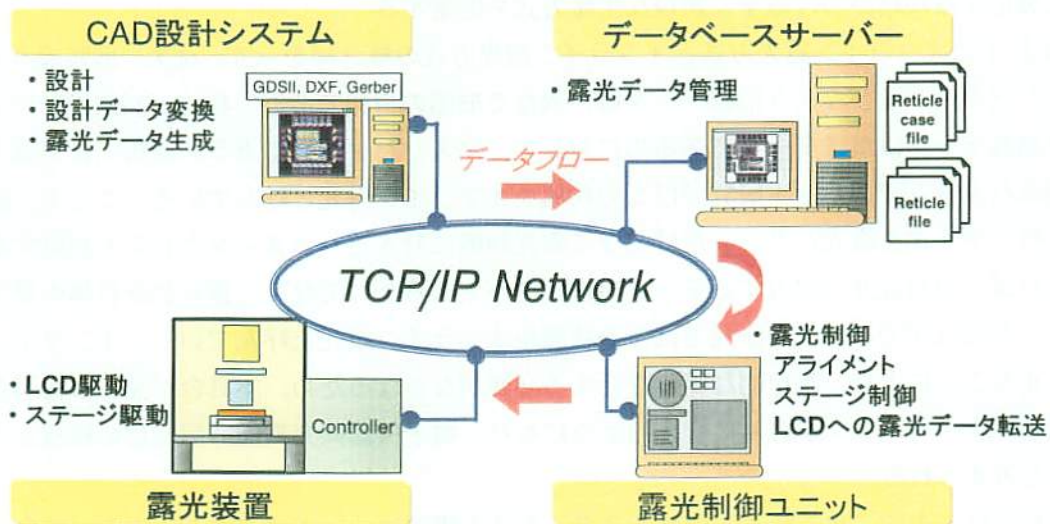 CAD設計システム
・設計
・設計データ変換
・露光データ生成
GDSII, DXF, Gerber
データベースサーバー
・露光データ管理
Reticle
case
file
Reticle
file
データフロー
TCP/IP Network
・LCD駆動
・ステージ駆動
Controller
露光装置
・露光制御
アライメント
ステージ制御
LCDへの露光データ転送
露光制御ユニット